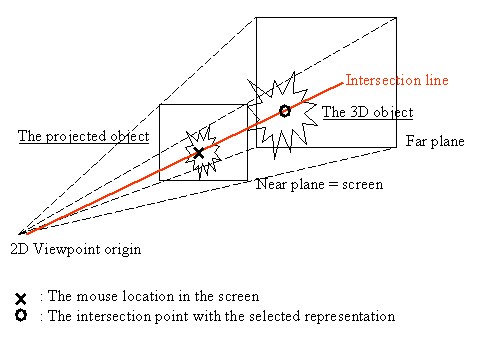 Intersection line
The 3D object
The projected object
Far plane
Near plane = screen
2D Viewpoint origin
: The mouse location in the screen
: The intersection point with the selected representation